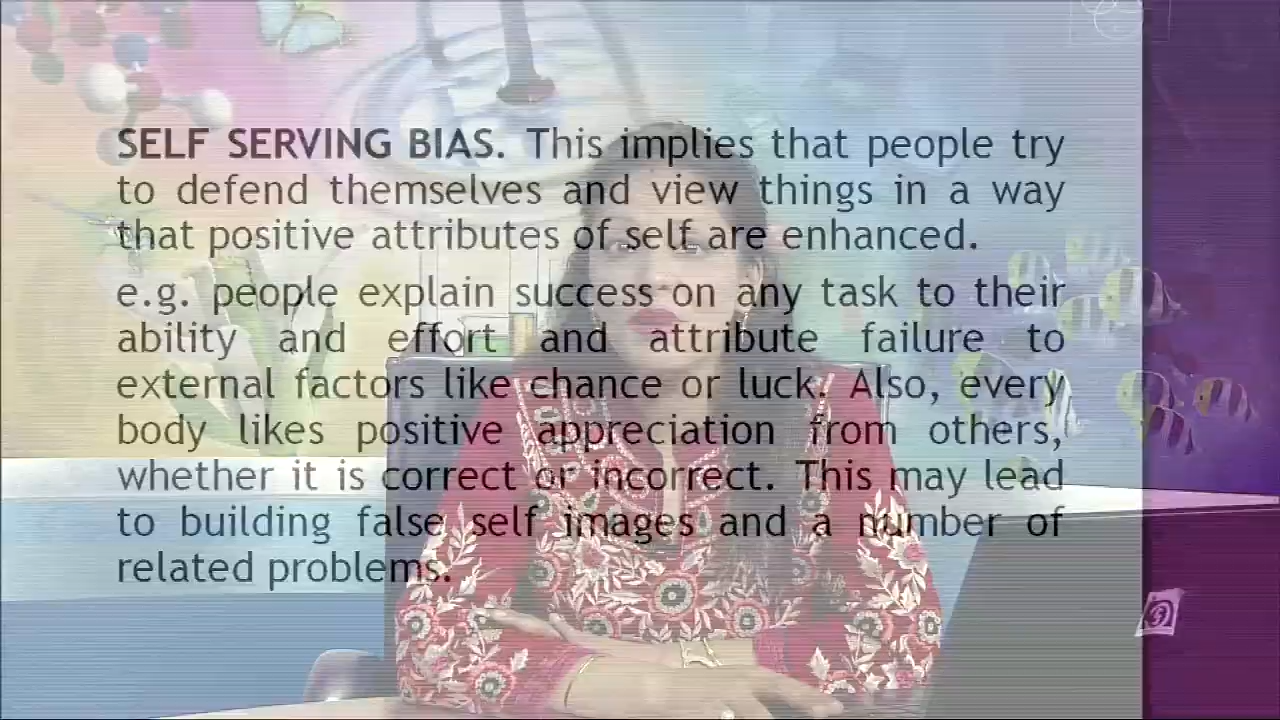 SELF SERVING BIAS. This implies that people try
to defend themselves and view things in a way
that positive attributes of self are enhanced.
e.g. people explain success on any task to their
ability and effort and attribute failure to
external factors like chance or luck. Also, every
body likes positive appreciation from others,
whether it is correct or incorrect. This may lead
to building false self images and a number of
related problems.